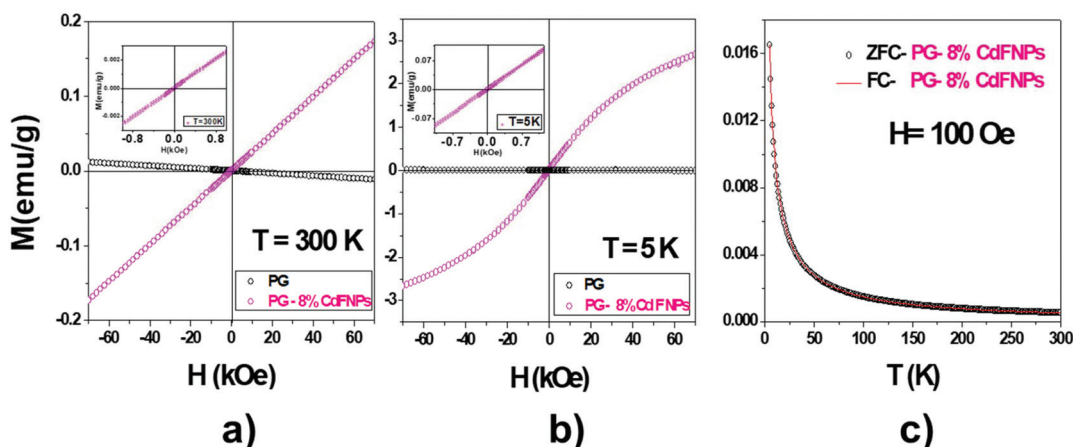 M(emu/g)
0.2
0.1
0.0
-0.1
-0.2
-60 -40 -20 0 20 40 60
H (kOe)
M(emu/g)
0.002
0.000
-0.002
-0.8 0.0 0.8
H(kOe)
T=300K
T = 300 K
PG
PG- 8% CdFNPs
a)
3
2
1
0
-1
-2
-3
-60 -40 -20 0 20 40 60
H (kOe)
M(emu/g)
0.07
0.00
-0.07
-0.7 0.0 0.7
H(kOe)
T=5K
T = 5 K
PG
PG- 8%CdFNPs
b)
0.016
0.012
0.008
0.004
0.000
0 50 100 150 200 250 300
T (K)
ZFC- PG- 8% CdFNPs
FC- PG- 8% CdFNPs
H= 100 Oe
c)